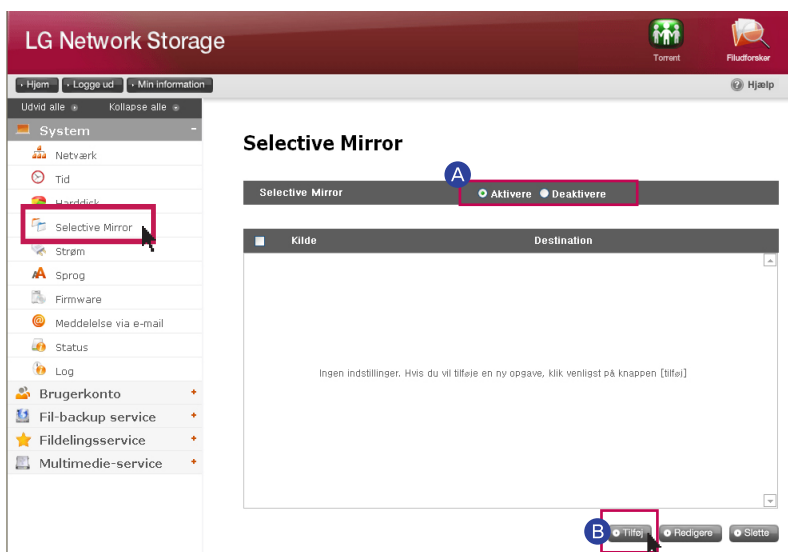 LG Network Storage
Torrent
Filudforsker
Hjem
Logge ud
Min information
Hjælp
Udvid alle
Kollapse alle
System
Netværk
Tid
Harddisk
Selective Mirror
Strøm
Sprog
Firmware
Meddelelse via e-mail
Status
Log
Brugerkonto
Fil-backup service
Fildelingsservice
Multimedie-service
Selective Mirror
A
Selective Mirror
Aktivere
Deaktivere
Kilde
Destination
Ingen indstillinger. Hvis du vil tilføje en ny opgave, klik venligst på knappen [tilføj]
B
Tilføj
Redigere
Slette